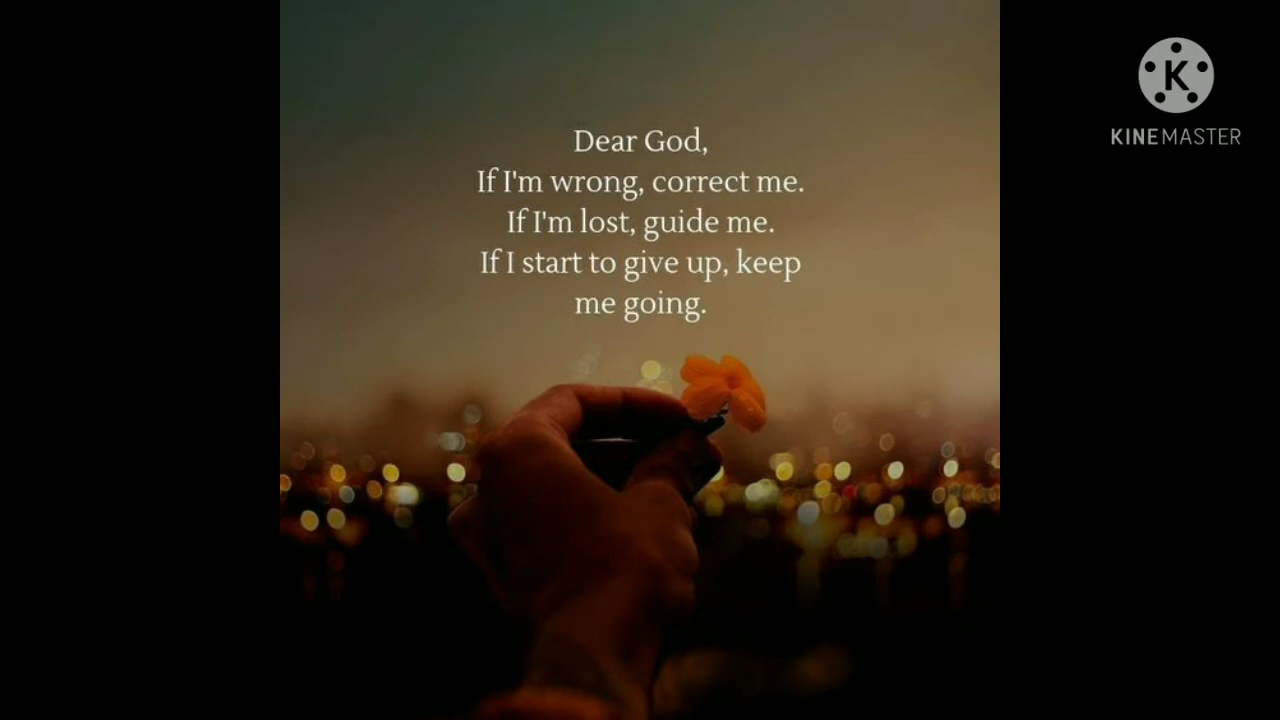 Dear God,
If I'm wrong, correct me.
If I'm lost, guide me.
If I start to give up, keep
me going.
K
KINEMASTER